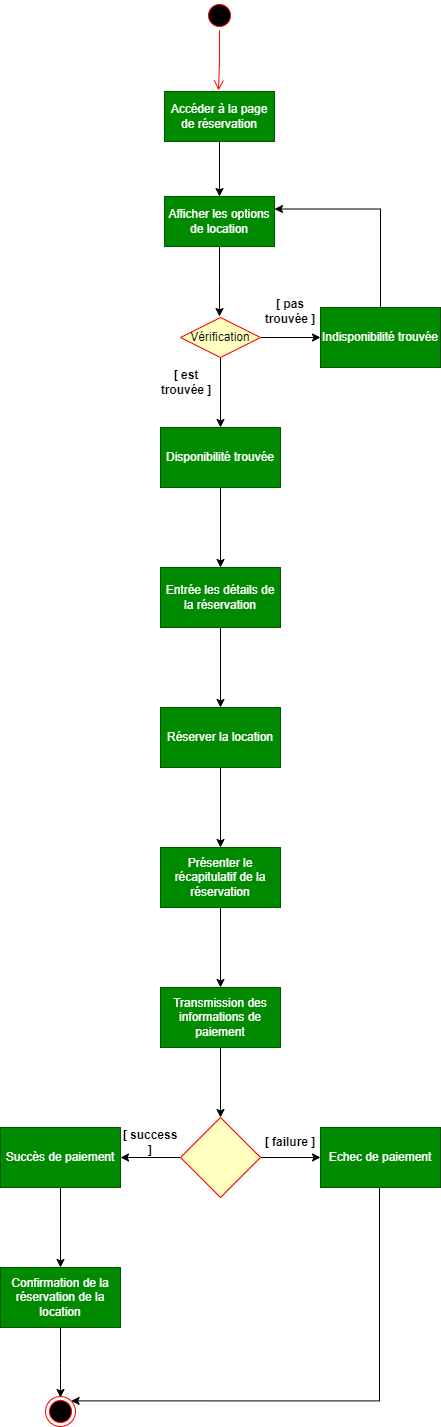 Accéder à la page
de réservation
Afficher les options
de location
[ pas
trouvée ]
Vérification
Indisponibilité trouvée
[ est
trouvée ]
Disponibilité trouvée
Entrée les détails de
la réservation
Réserver la location
Présenter le
récapitulatif de la
réservation
Transmission des
informations de
paiement
[ success
]
[ failure ]
Succès de paiement
Echec de paiement
Confirmation de la
réservation de la
location